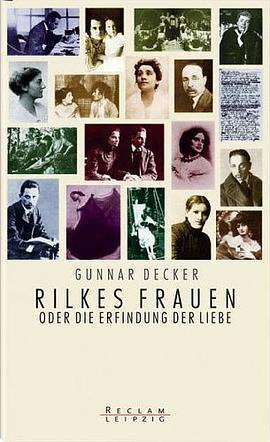 GUNNAR DECKER
RILKES FRAUEN
ODER DIE ERFINDUNG DER LIEBE
RECLAM
LEIPZIG